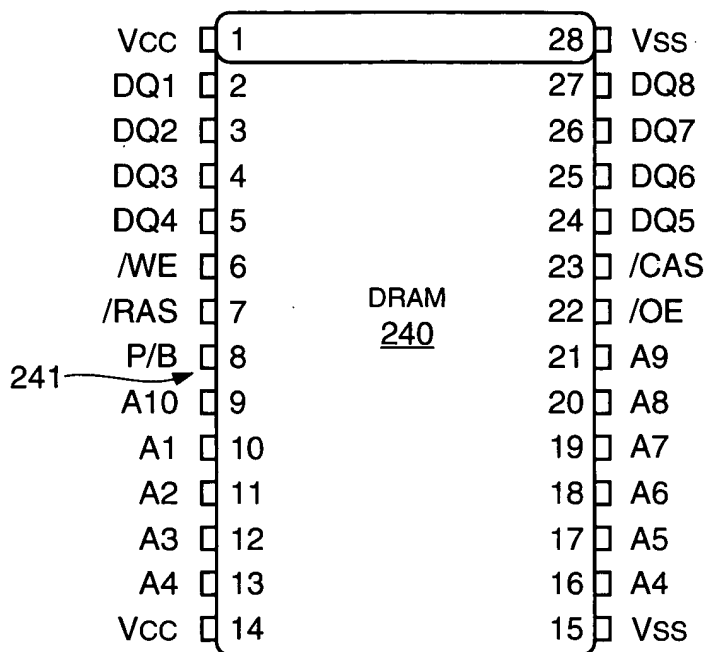 VCC 1 28 VSS
DQ1 2 27 DQ8
DQ2 3 26 DQ7
DQ3 4 25 DQ6
DQ4 5 24 DQ5
/WE 6 23 /CAS
/RAS 7 DRAM 22 /OE
240
P/B 8 21 A9
241
A10 9 20 A8
A1 10 19 A7
A2 11 18 A6
A3 12 17 A5
A4 13 16 A4
VCC 14 15 VSS